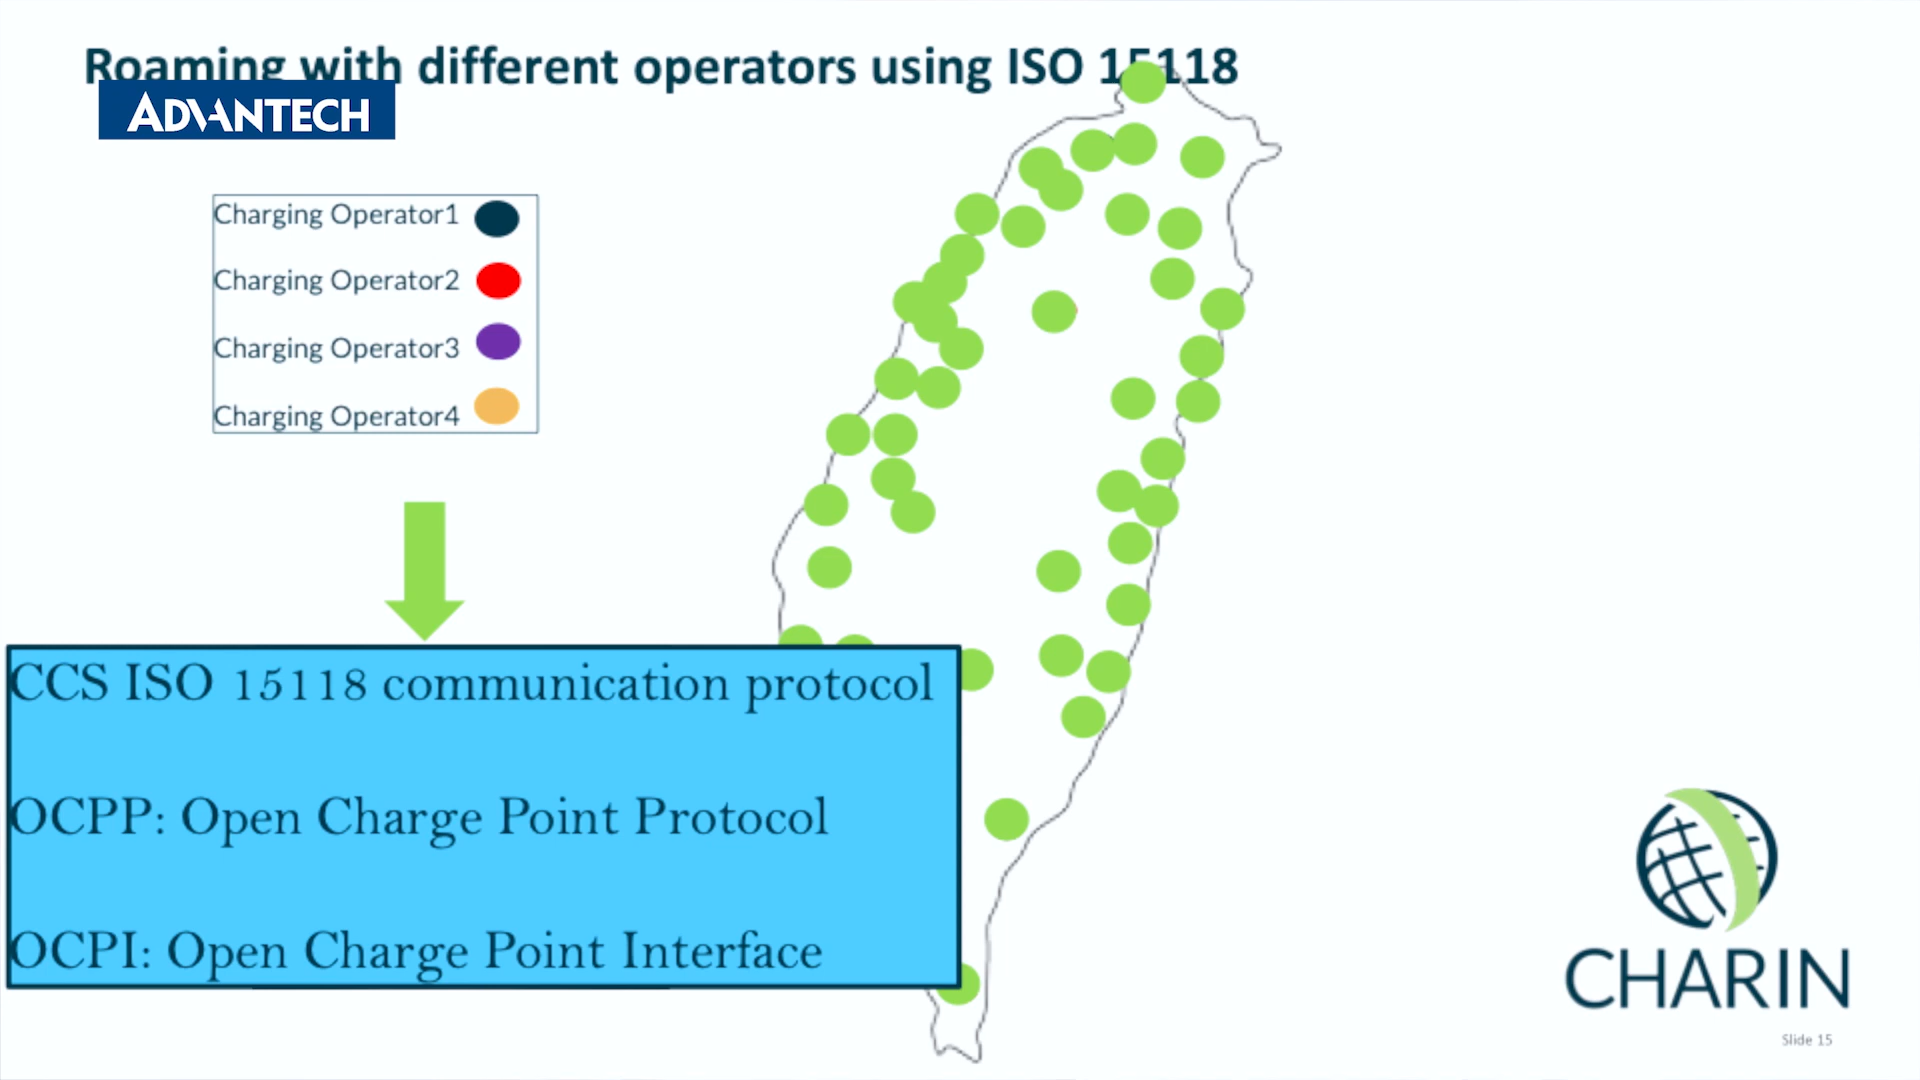 Roaming with different operators using ISO 15118
ADVANTECH
Charging Operator1
Charging Operator2
Charging Operator3
Charging Operator4
CCS ISO 15118 communication protocol
OCPP: Open Charge Point Protocol
OCPI: Open Charge Point Interface
CHARIN
Slide 15